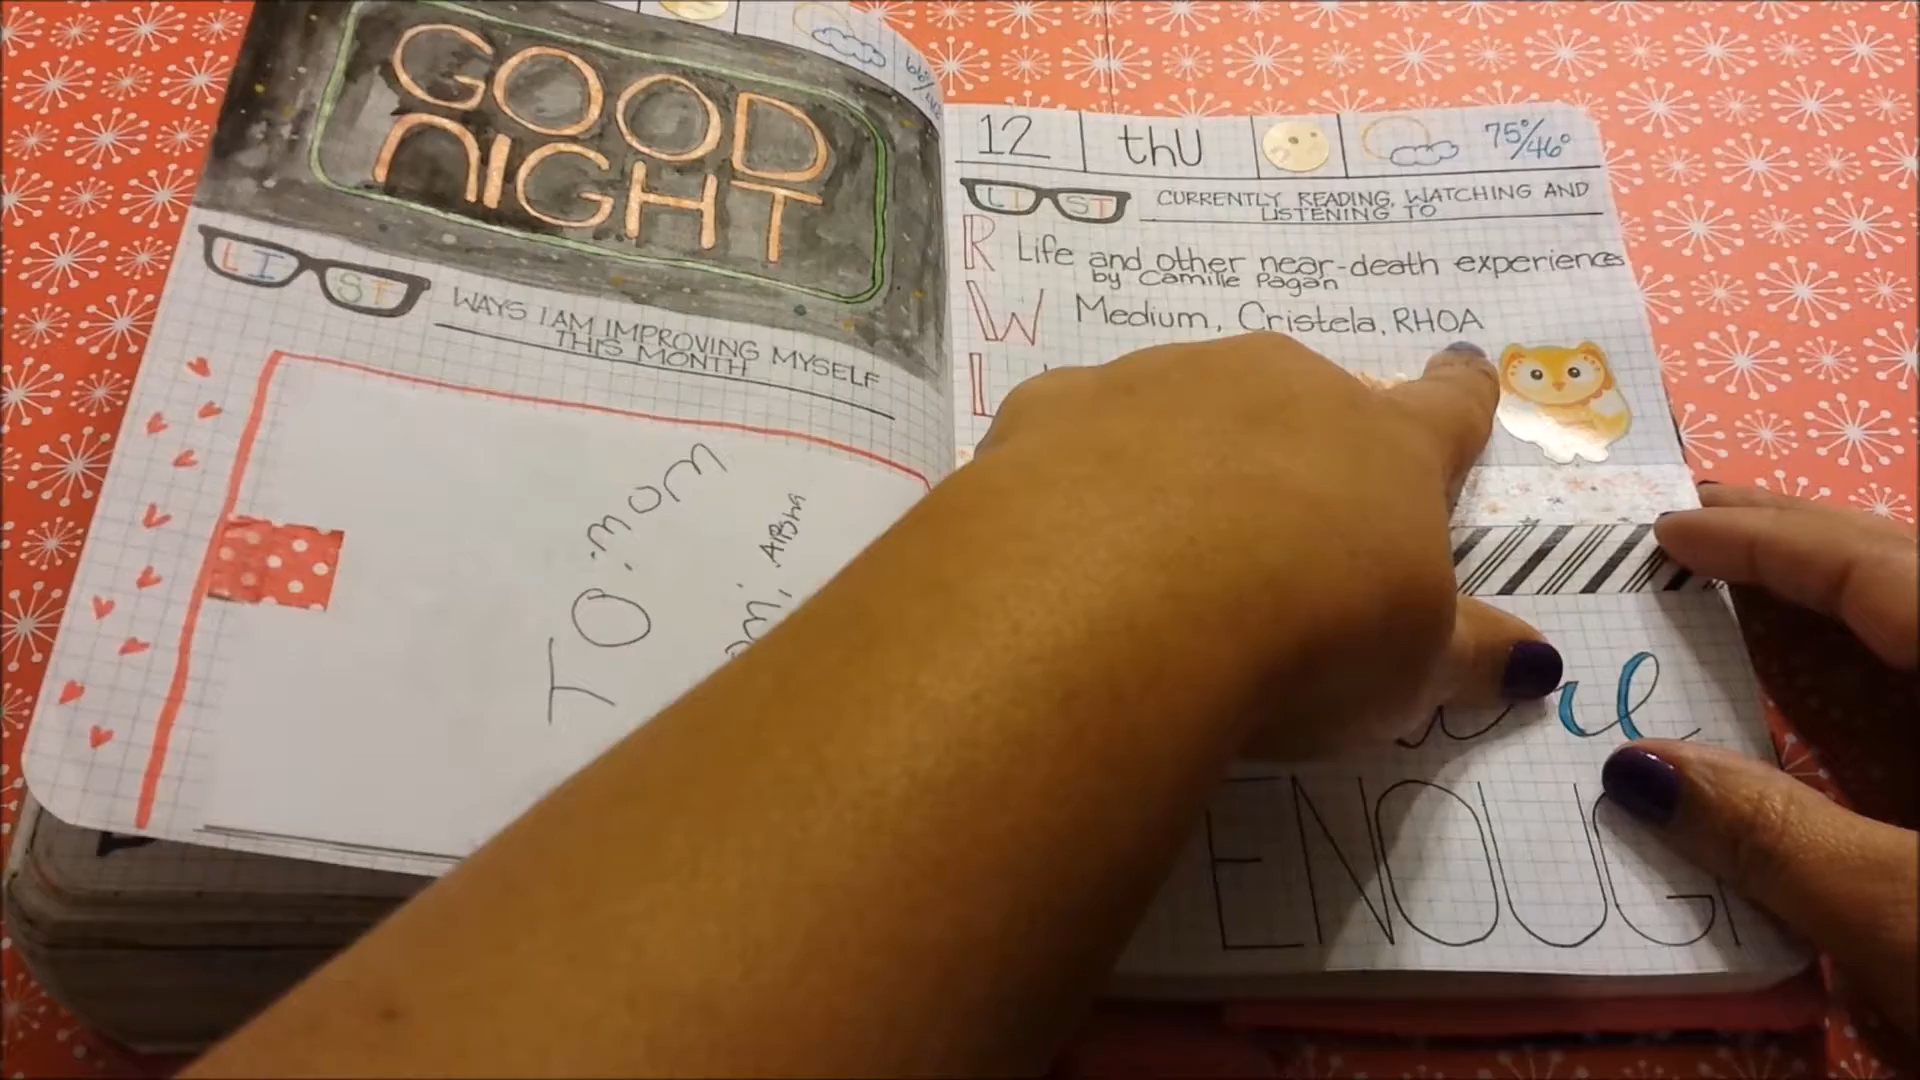 GOOD
NIGHT
LIST
WAYS I AM IMPROVING MYSELF
THIS MONTH
TO: mom
12 thu 75°/46°
LIST
CURRENTLY READING, WATCHING AND
LISTENING TO
R Life and other near-death experiences
by Camille Pagan
W Medium, Cristela, RHOA
L
ENOUG